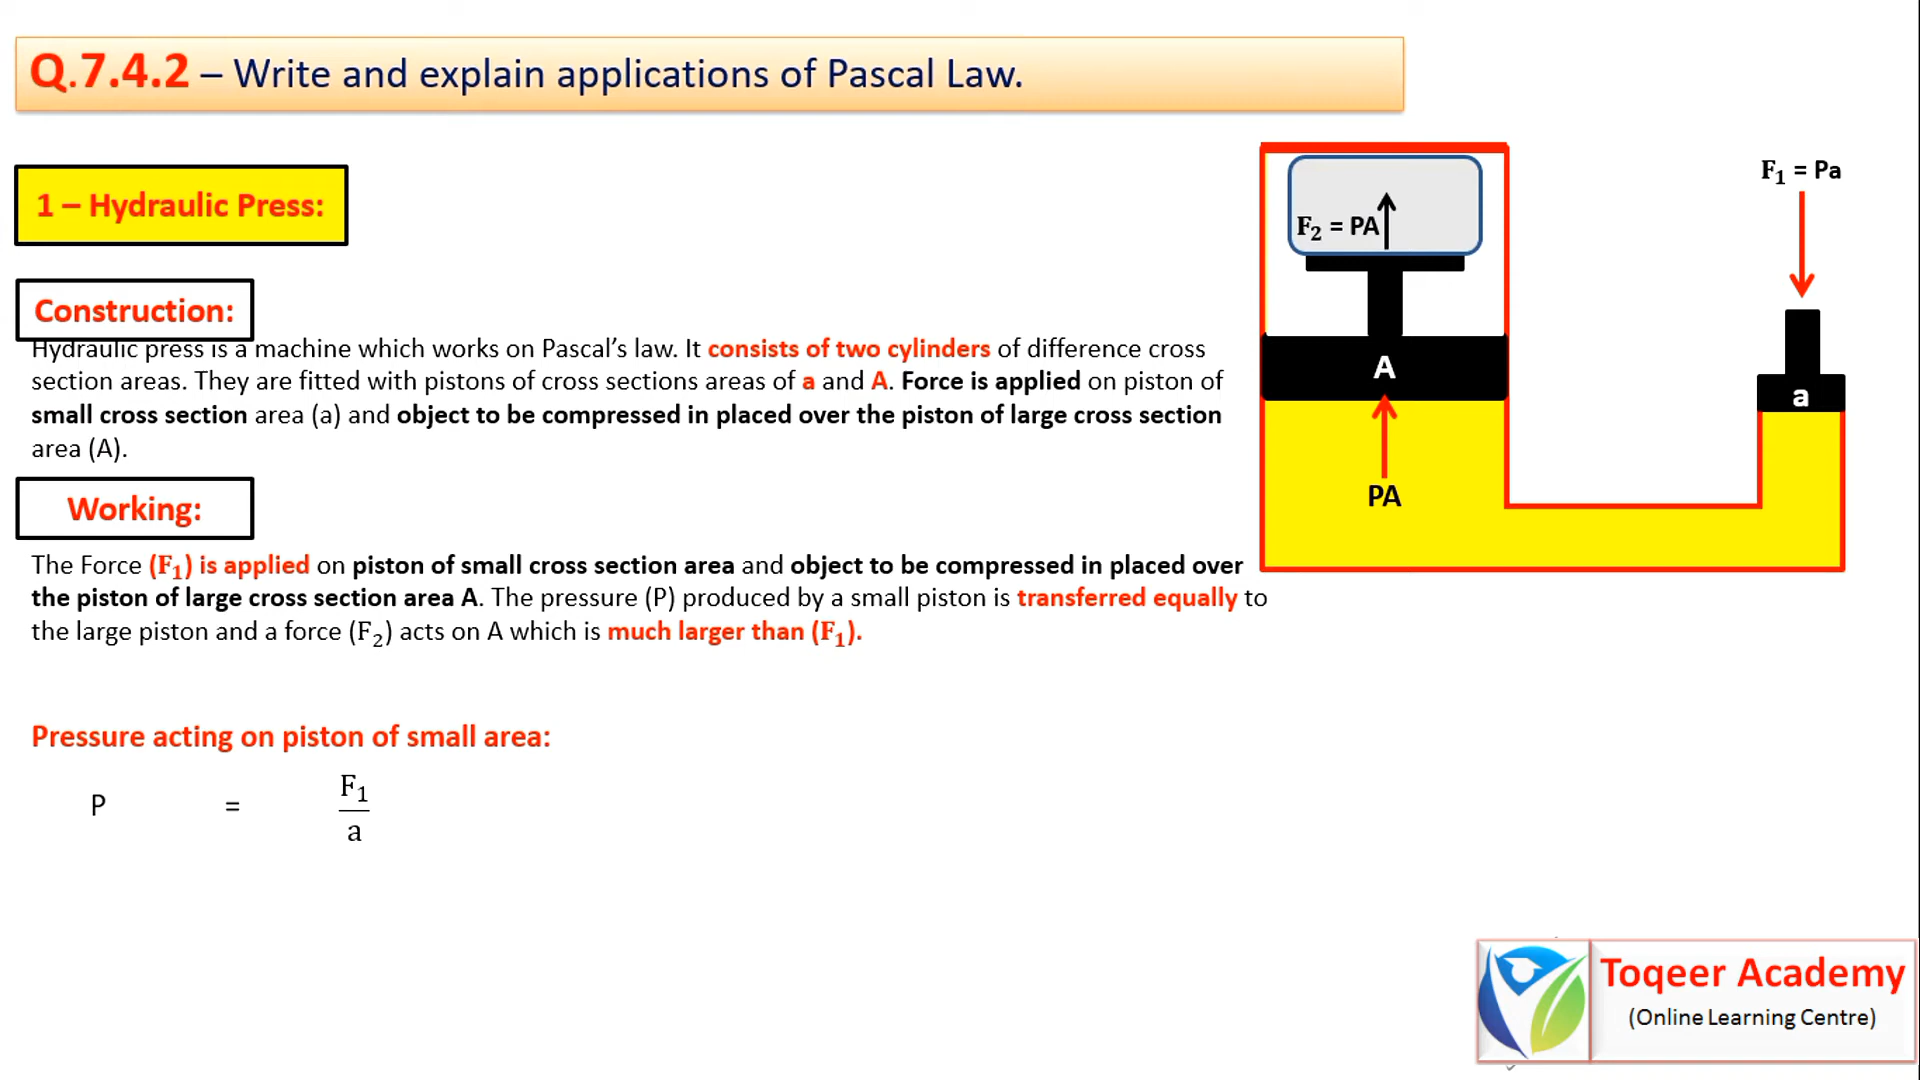 Q.7.4.2 – Write and explain applications of Pascal Law.
1 – Hydraulic Press:
Construction:
Hydraulic press is a machine which works on Pascal’s law. It consists of two cylinders of difference cross
section areas. They are fitted with pistons of cross sections areas of a and A. Force is applied on piston of
small cross section area (a) and object to be compressed in placed over the piston of large cross section
area (A).
Working:
The Force (F₁) is applied on piston of small cross section area and object to be compressed in placed over
the piston of large cross section area A. The pressure (P) produced by a small piston is transferred equally to
the large piston and a force (F₂) acts on A which is much larger than (F₁).
Pressure acting on piston of small area:
P = F₁
a
F₂ = PA
A
PA
F₁ = Pa
a
Toqeer Academy
(Online Learning Centre)